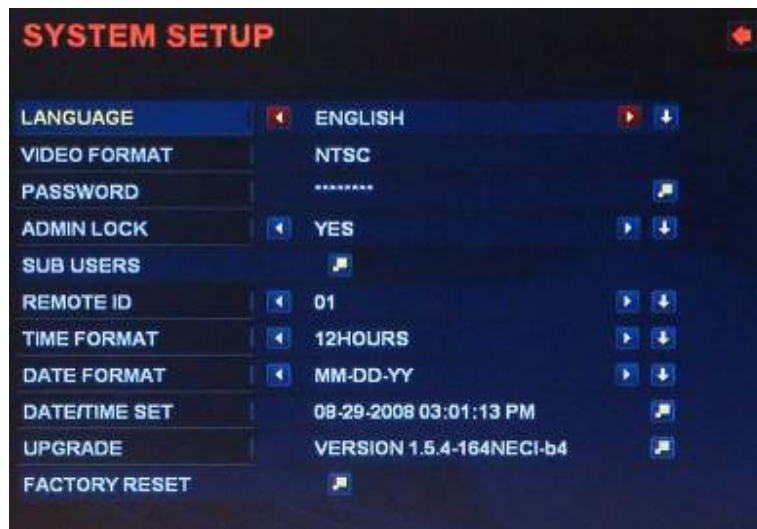 SYSTEM SETUP
LANGUAGE ENGLISH
VIDEO FORMAT NTSC
PASSWORD ********
ADMIN LOCK YES
SUB USERS
REMOTE ID 01
TIME FORMAT 12HOURS
DATE FORMAT MM-DD-YY
DATE/TIME SET 08-29-2008 03:01:13 PM
UPGRADE VERSION 1.5.4-164NECI-b4
FACTORY RESET